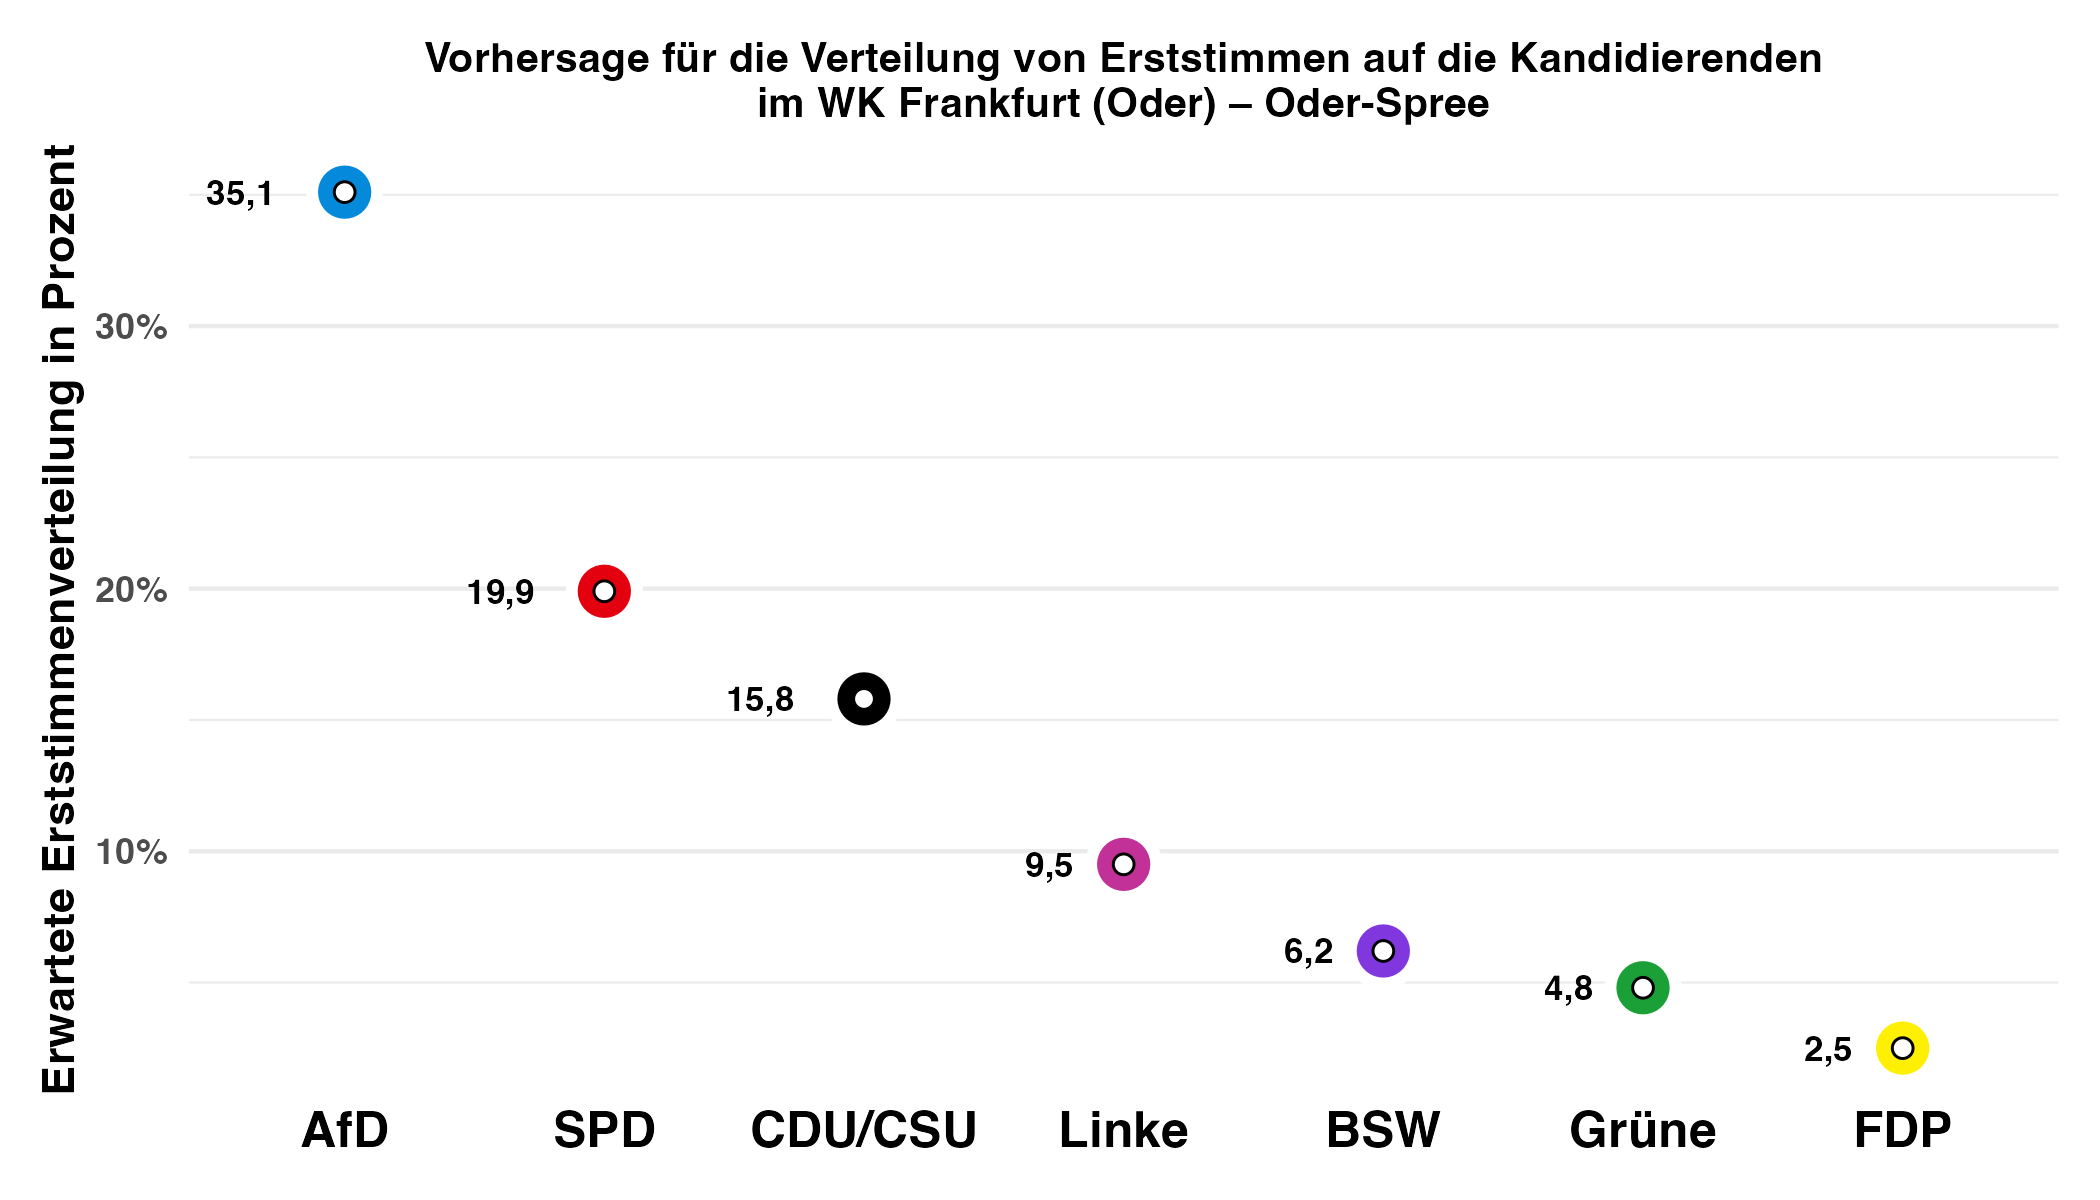 Vorhersage für die Verteilung von Erststimmen auf die Kandidierenden
im WK Frankfurt (Oder) – Oder-Spree
Erwartete Erststimmenverteilung in Prozent
35,1
30%
20%
19,9
15,8
10%
9,5
6,2
4,8
2,5
AfD SPD CDU/CSU Linke BSW Grüne FDP